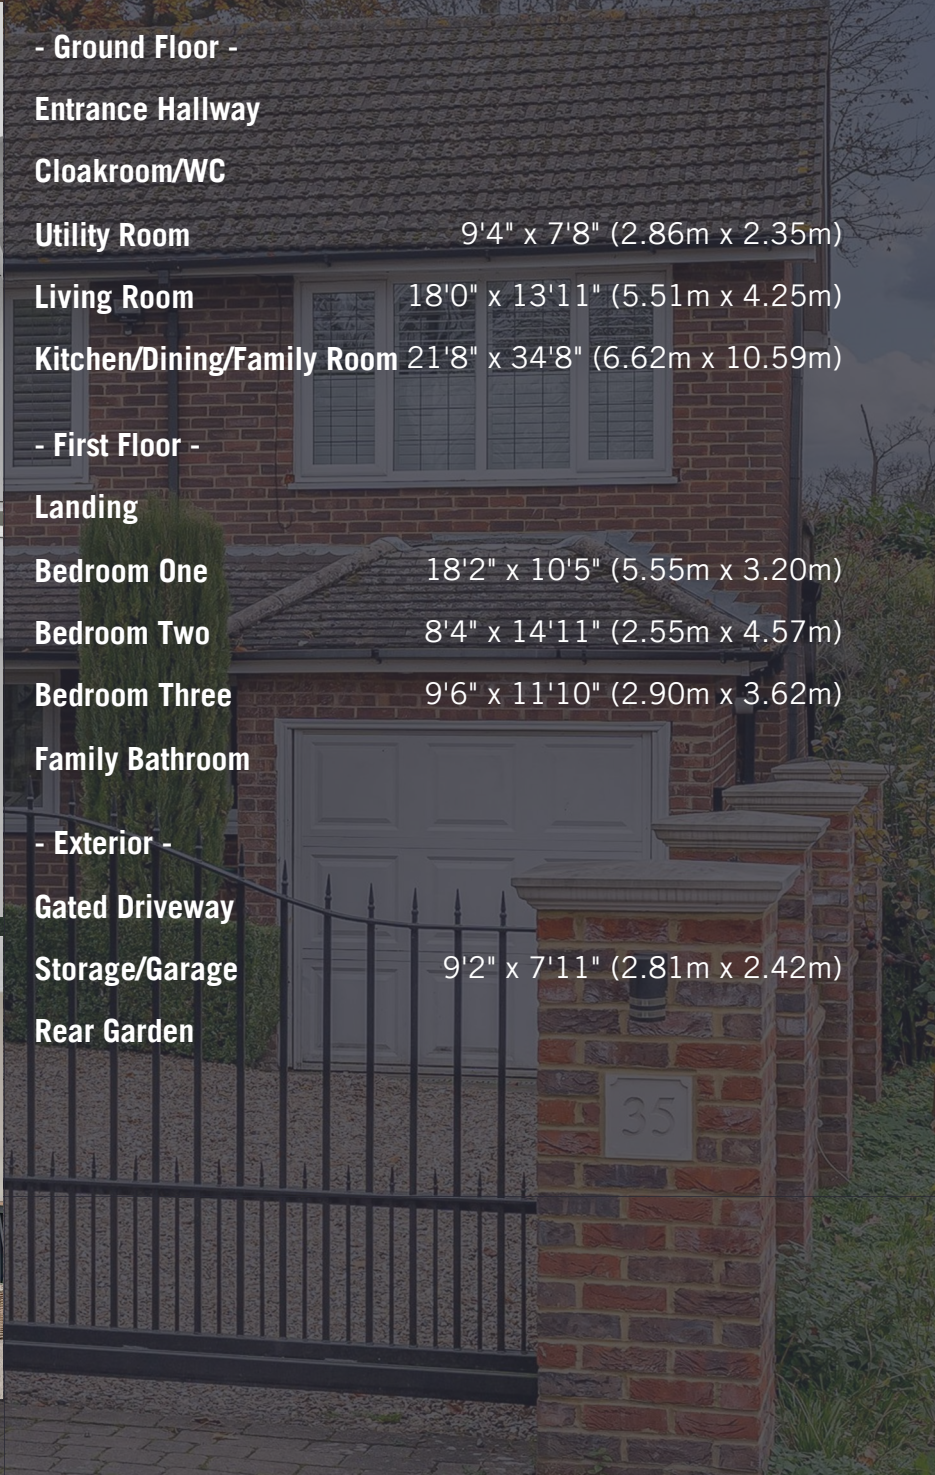 - Ground Floor -
Entrance Hallway
Cloakroom/WC
Utility Room 9'4" x 7'8" (2.86m x 2.35m)
Living Room 18'0" x 13'11" (5.51m x 4.25m)
Kitchen/Dining/Family Room 21'8" x 34'8" (6.62m x 10.59m)
- First Floor -
Landing
Bedroom One 18'2" x 10'5" (5.55m x 3.20m)
Bedroom Two 8'4" x 14'11" (2.55m x 4.57m)
Bedroom Three 9'6" x 11'10" (2.90m x 3.62m)
Family Bathroom
- Exterior -
Gated Driveway
Storage/Garage 9'2" x 7'11" (2.81m x 2.42m)
Rear Garden
35